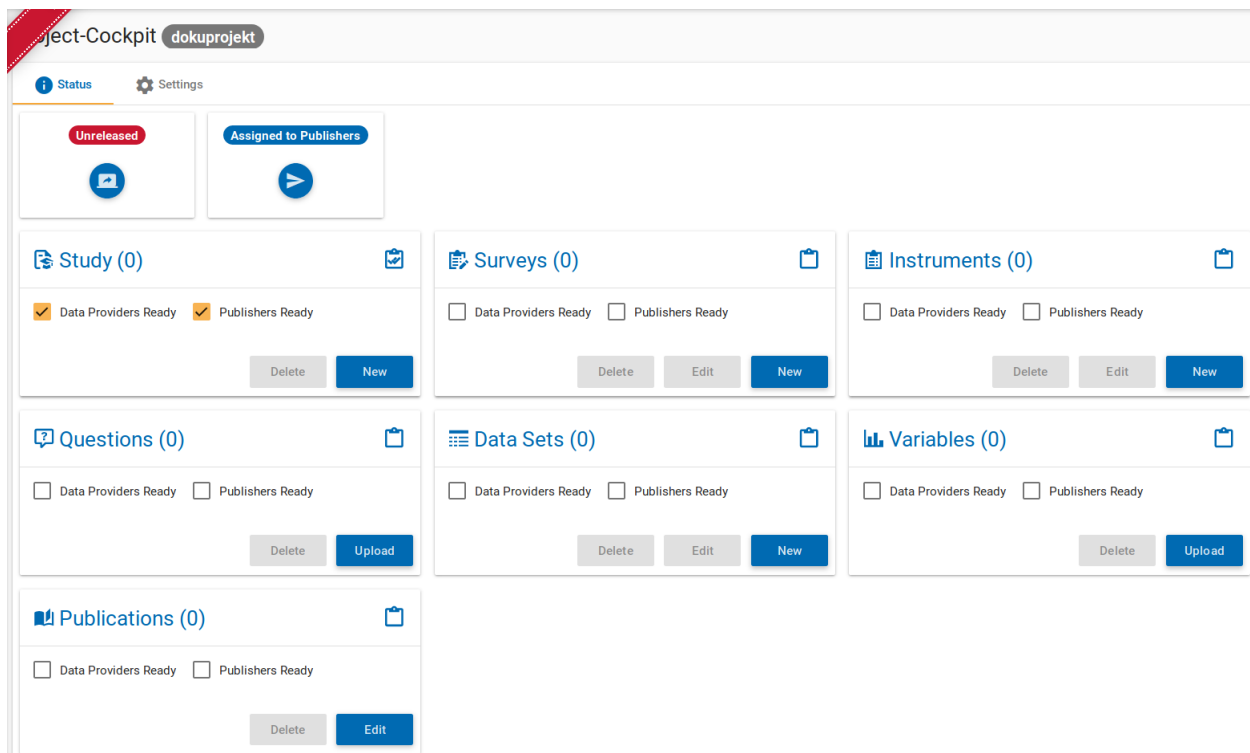 ject-Cockpit dokuprojekt
Status Settings
Unreleased Assigned to Publishers
Study (0) Surveys (0) Instruments (0)
Data Providers Ready Publishers Ready Data Providers Ready Publishers Ready Data Providers Ready Publishers Ready
Delete New Delete Edit New Delete Edit New
Questions (0) Data Sets (0) Variables (0)
Data Providers Ready Publishers Ready Data Providers Ready Publishers Ready Data Providers Ready Publishers Ready
Delete Upload Delete Edit New Delete Upload
Publications (0)
Data Providers Ready Publishers Ready
Delete Edit